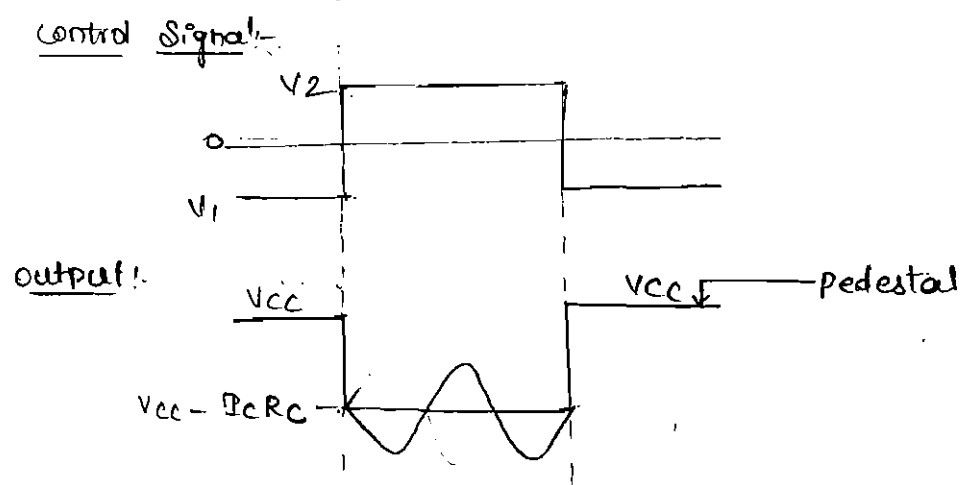 Control Signal:-
V2
0
V1
Output:
VCC
VCC
Pedestal
VCC - ICRC